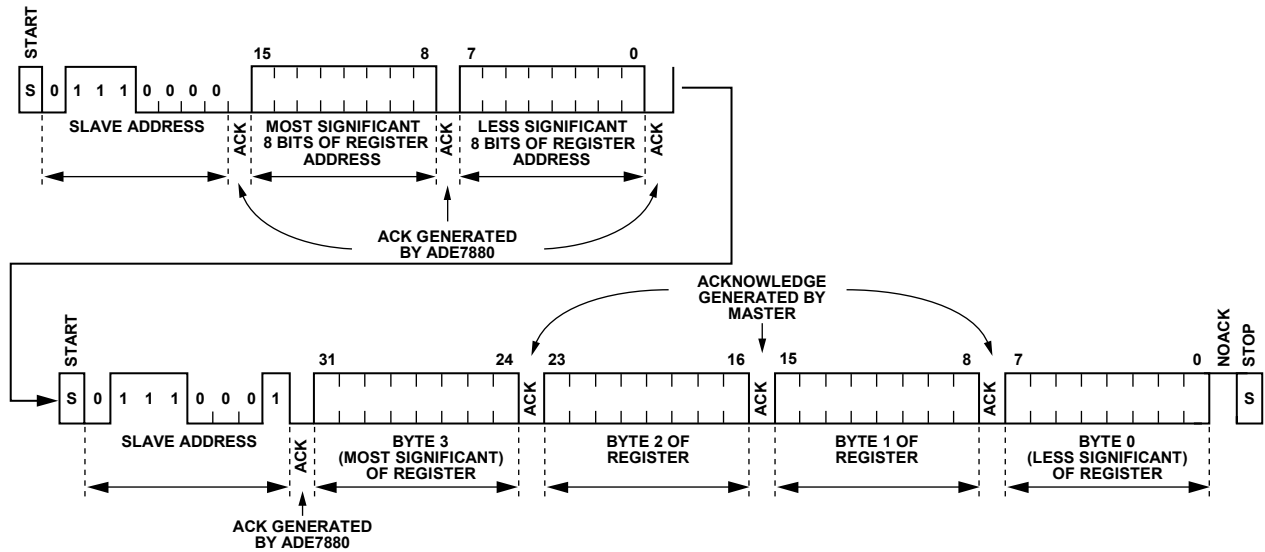 START
15 8 7 0
S 0 1 1 1 0 0 0 0
SLAVE ADDRESS
ACK
MOST SIGNIFICANT
8 BITS OF REGISTER
ADDRESS
ACK
LESS SIGNIFICANT
8 BITS OF REGISTER
ADDRESS
ACK
ACK GENERATED
BY ADE7880
ACKNOWLEDGE
GENERATED BY
MASTER
START
31 24 23 16 15 8 7 0
NOACK
STOP
S 0 1 1 1 0 0 0 1
ACK
ACK
ACK
S
SLAVE ADDRESS
ACK
BYTE 3
(MOST SIGNIFICANT)
OF REGISTER
BYTE 2 OF
REGISTER
BYTE 1 OF
REGISTER
BYTE 0
(LESS SIGNIFICANT)
OF REGISTER
ACK GENERATED
BY ADE7880